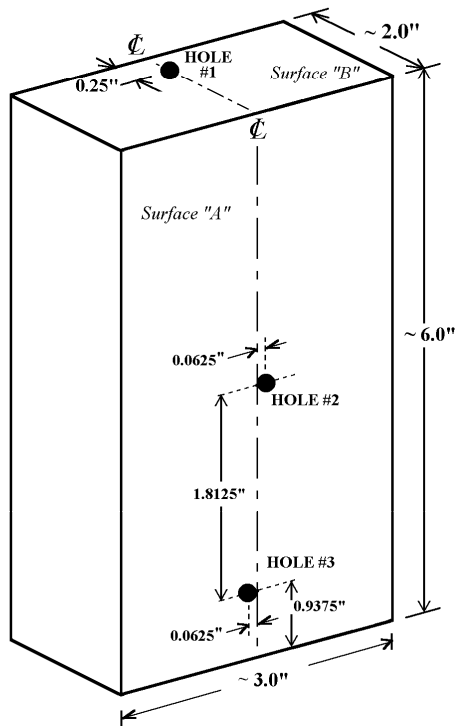 ℄
HOLE
#1
~ 2.0"
0.25"
Surface "B"
℄
Surface "A"
~ 6.0"
0.0625"
HOLE #2
1.8125"
HOLE #3
0.9375"
0.0625"
~ 3.0"